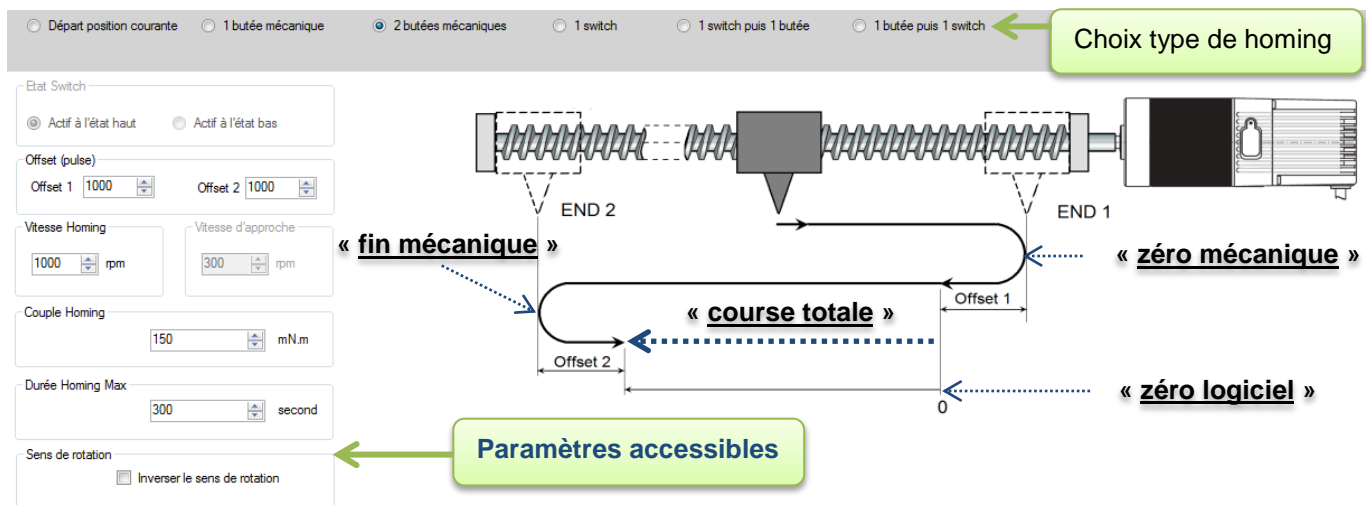 Départ position courante
1 butée mécanique
2 butées mécaniques
1 switch
1 switch puis 1 butée
1 butée puis 1 switch
Choix type de homing
Etat Switch
Actif à l'état haut
Actif à l'état bas
Offset (pulse)
Offset 1 1000
Offset 2 1000
Vitesse Homing
1000 rpm
Vitesse d'approche
300 rpm
Couple Homing
150 mN.m
Durée Homing Max
300 second
Sens de rotation
Inverser le sens de rotation
END 2
END 1
« fin mécanique »
« zéro mécanique »
Offset 1
« course totale »
Offset 2
« zéro logiciel »
0
Paramètres accessibles